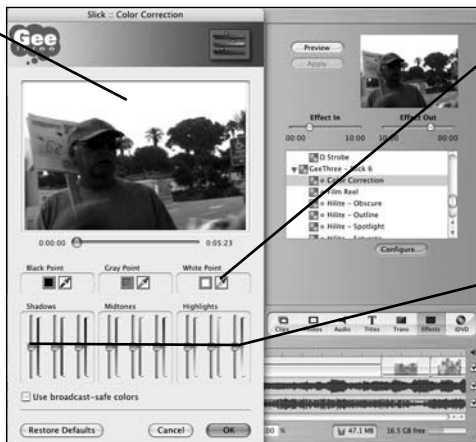 Slick :: Color Correction
Gee
three
Preview
Apply
Effect In
Effect Out
00:00
10:00
10:00
00:00
Strobe
GeeThree - Slick 6
Color Correction
Film Reel
Hilite - Obscure
Hilite - Outline
Hilite - Spotlight
Configure...
0:00:00
0:05:23
Black Point
Gray Point
White Point
Shadows
Midtones
Highlights
Clips
Photos
Audio
Titles
Trans
Effects
iDVD
Use broadcast-safe colors
Restore Defaults
Cancel
OK
%
47.1 MB
16.5 GB free